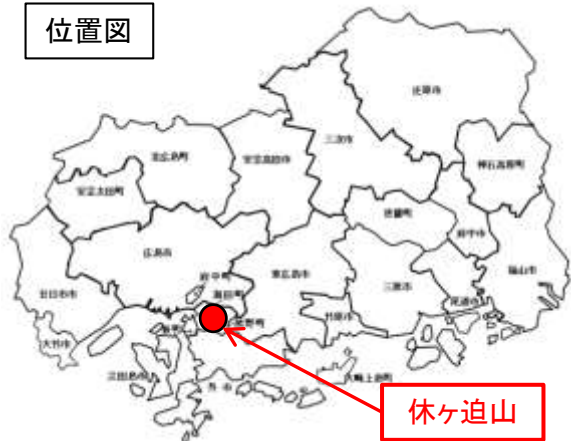 位置図
庄原市
三次市
北広島町
安芸高田市
神石高原町
安芸太田町
世羅町
府中市
広島市
福山市
府中町
東広島市
三原市
尾道市
海田町
廿日市市
竹原市
熊野町
坂町
大竹市
江田島市
呉市
大崎上島町
休ヶ迫山